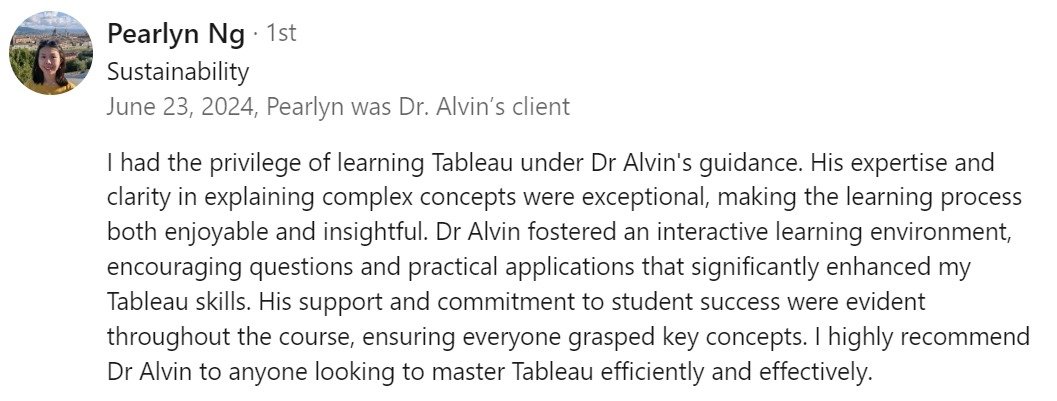 Pearlyn Ng · 1st
Sustainability
June 23, 2024, Pearlyn was Dr. Alvin’s client
I had the privilege of learning Tableau under Dr Alvin's guidance. His expertise and
clarity in explaining complex concepts were exceptional, making the learning process
both enjoyable and insightful. Dr Alvin fostered an interactive learning environment,
encouraging questions and practical applications that significantly enhanced my
Tableau skills. His support and commitment to student success were evident
throughout the course, ensuring everyone grasped key concepts. I highly recommend
Dr Alvin to anyone looking to master Tableau efficiently and effectively.